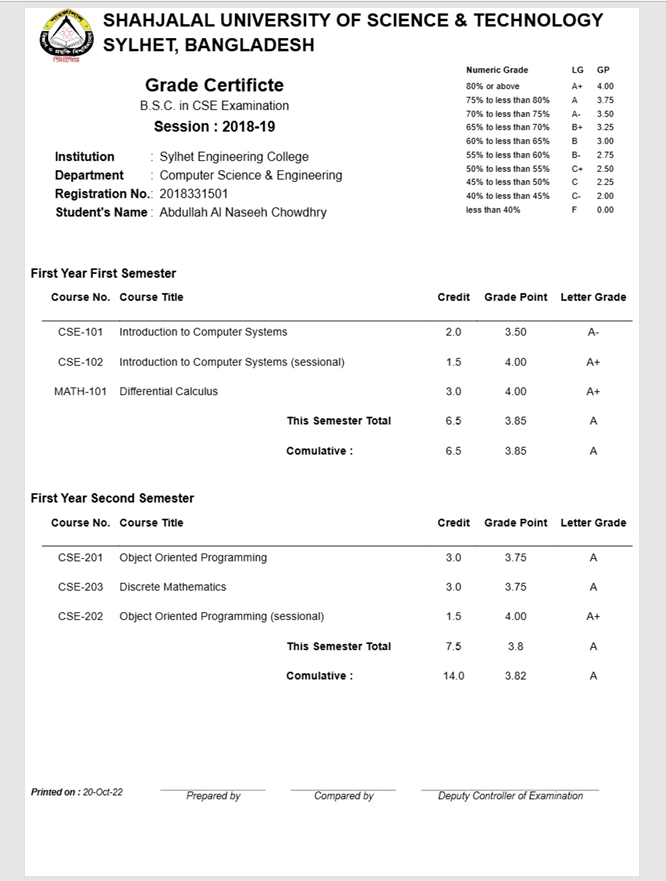 SHAHJALAL UNIVERSITY OF SCIENCE & TECHNOLOGY
SYLHET, BANGLADESH
Grade Certificte
B.S.C. in CSE Examination
Session : 2018-19
Numeric Grade LG GP
80% or above A+ 4.00
75% to less than 80% A 3.75
70% to less than 75% A- 3.50
65% to less than 70% B+ 3.25
60% to less than 65% B 3.00
55% to less than 60% B- 2.75
50% to less than 55% C+ 2.50
45% to less than 50% C 2.25
40% to less than 45% C- 2.00
less than 40% F 0.00
Institution : Sylhet Engineering College
Department : Computer Science & Engineering
Registration No. : 2018331501
Student's Name : Abdullah Al Naseeh Chowdhry
First Year First Semester
Course No. Course Title Credit Grade Point Letter Grade
CSE-101 Introduction to Computer Systems 2.0 3.50 A-
CSE-102 Introduction to Computer Systems (sessional) 1.5 4.00 A+
MATH-101 Differential Calculus 3.0 4.00 A+
This Semester Total 6.5 3.85 A
Comulative : 6.5 3.85 A
First Year Second Semester
Course No. Course Title Credit Grade Point Letter Grade
CSE-201 Object Oriented Programming 3.0 3.75 A
CSE-203 Discrete Mathematics 3.0 3.75 A
CSE-202 Object Oriented Programming (sessional) 1.5 4.00 A+
This Semester Total 7.5 3.8 A
Comulative : 14.0 3.82 A
Printed on : 20-Oct-22 Prepared by Compared by Deputy Controller of Examination